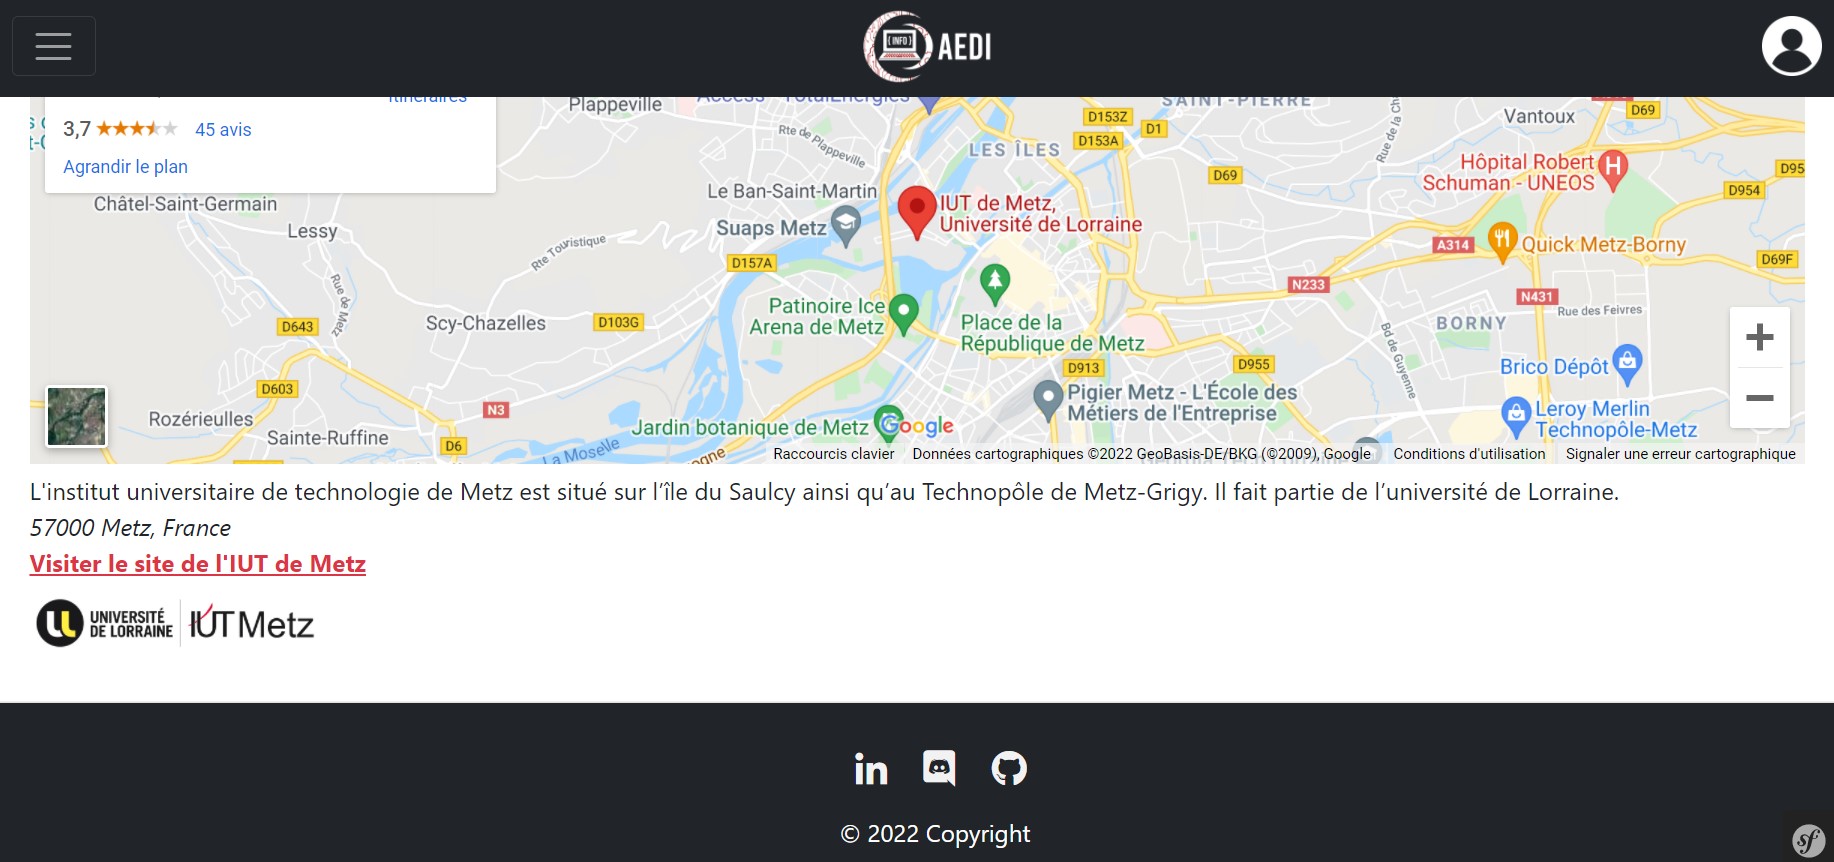 { INFO }
AEDI
Itinéraires
3,7
45 avis
Agrandir le plan
Plappeville
Access - TotalEnergies
SAINT-PIERRE
D153Z
D1
D153A
D69
Vantoux
Rte de Plappeville
LES ÎLES
Rue de la
D69
Hôpital Robert
Schuman - UNEOS
D95
D954
Châtel-Saint-Germain
Le Ban-Saint-Martin
IUT de Metz,
Université de Lorraine
Suaps Metz
Lessy
Rte Touristique
D157A
A314
Quick Metz-Borny
D69F
Rue de Metz
N233
N431
Patinoire Ice
Arena de Metz
Place de la
République de Metz
D643
Scy-Chazelles
D103G
BORNY
Rue des Feivres
Bd de Guyenne
D913
D955
Brico Dépôt
D603
N3
Pigier Metz - L'École des
Métiers de l'Entreprise
Leroy Merlin
Technopôle-Metz
Rozérieulles
Sainte-Ruffine
D6
La Moselle
Jardin botanique de Metz
Google
Raccourcis clavier
Données cartographiques ©2022 GeoBasis-DE/BKG (©2009), Google
Conditions d'utilisation
Signaler une erreur cartographique
L'institut universitaire de technologie de Metz est situé sur l’île du Saulcy ainsi qu’au Technopôle de Metz-Grigy. Il fait partie de l’université de Lorraine.
57000 Metz, France
Visiter le site de l'IUT de Metz
UNIVERSITÉ
DE LORRAINE
IUT Metz
in
© 2022 Copyright
sf